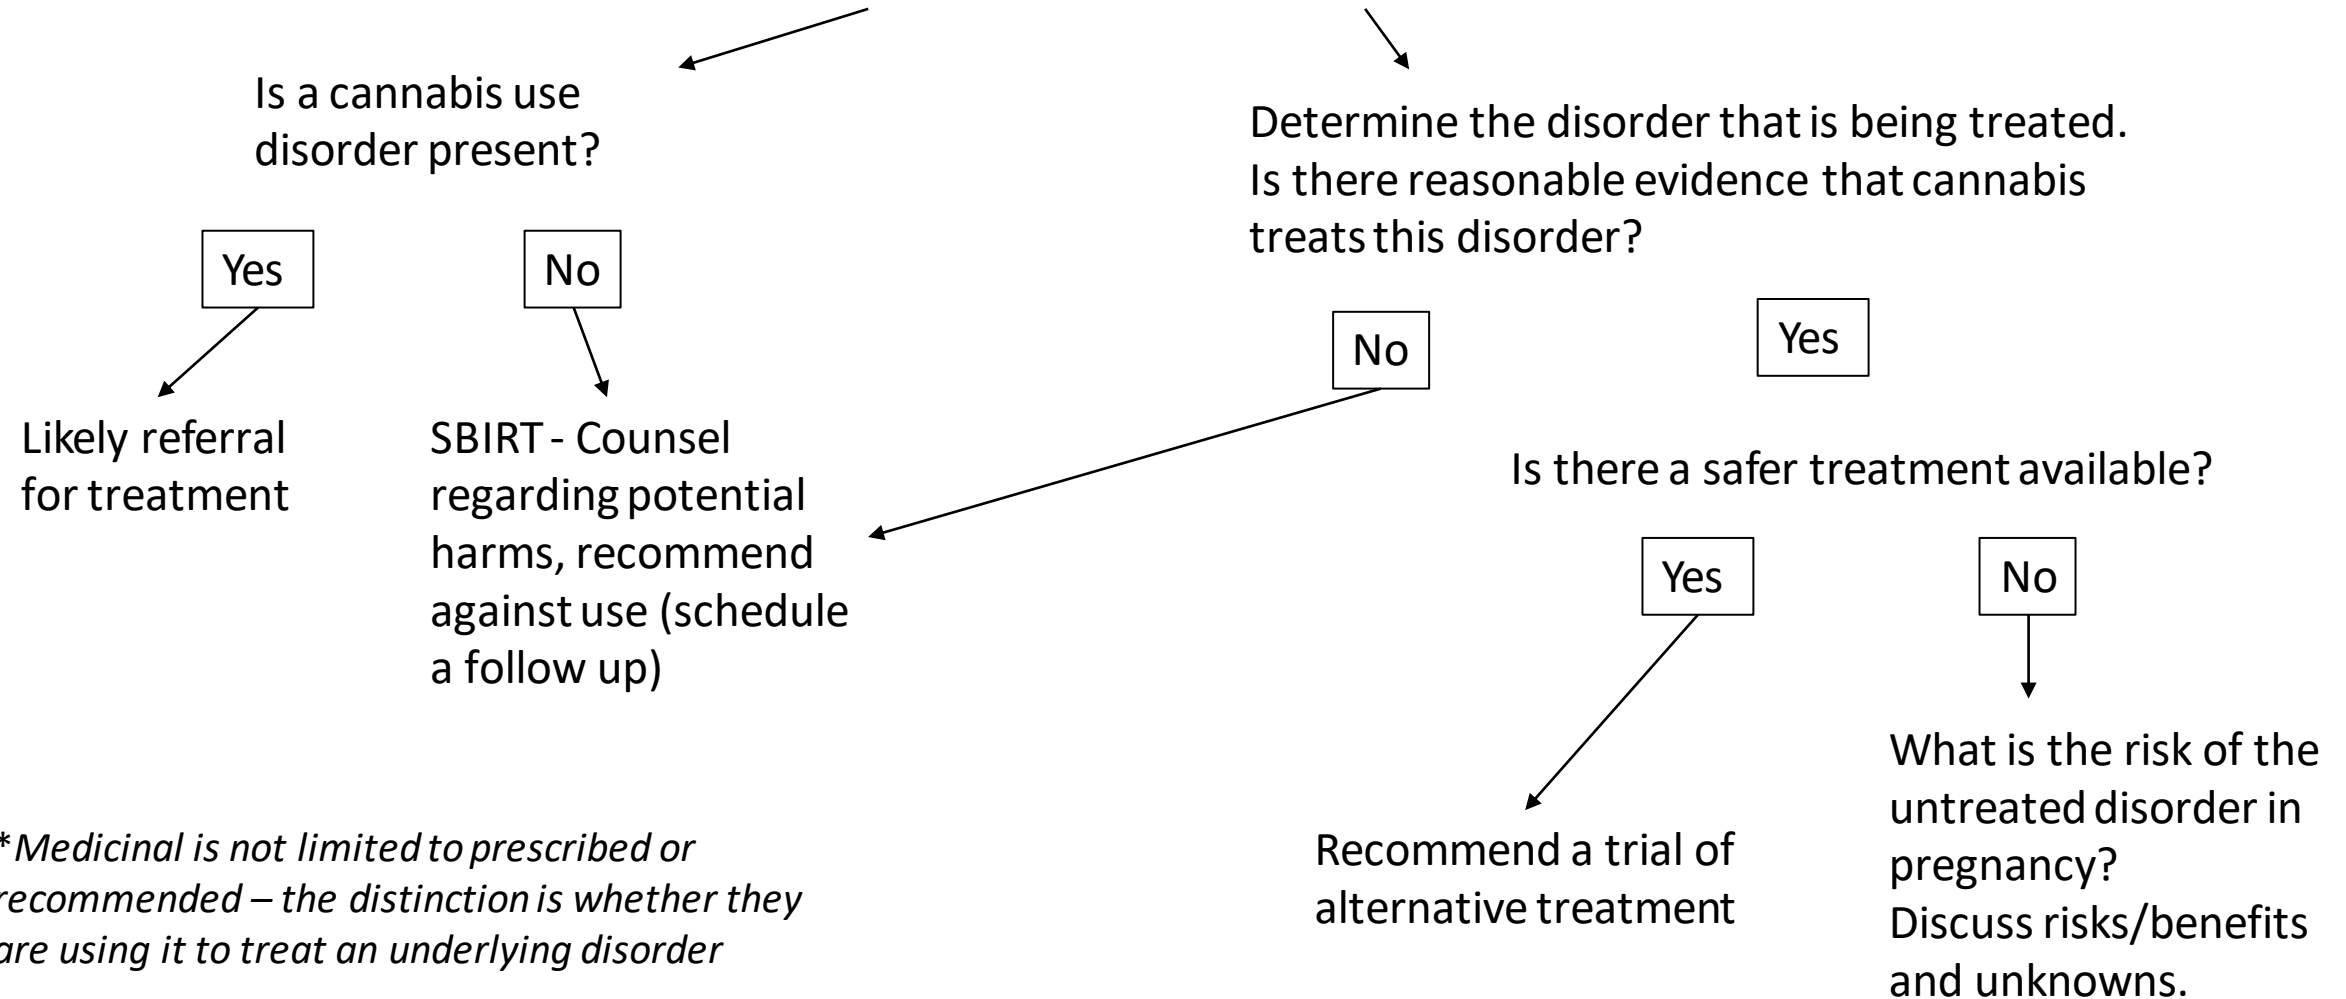 Is a cannabis use
disorder present?
Yes
No
Likely referral
for treatment
SBIRT - Counsel
regarding potential
harms, recommend
against use (schedule
a follow up)
Determine the disorder that is being treated.
Is there reasonable evidence that cannabis
treats this disorder?
No
Yes
Is there a safer treatment available?
Yes
No
Recommend a trial of
alternative treatment
What is the risk of the
untreated disorder in
pregnancy?
Discuss risks/benefits
and unknowns.
*Medicinal is not limited to prescribed or
recommended – the distinction is whether they
are using it to treat an underlying disorder